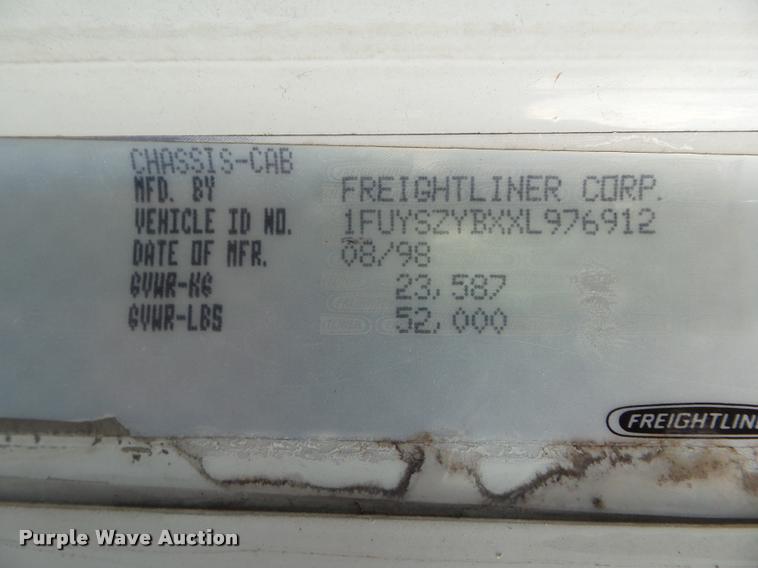 CHASSIS-CAB
MFD. BY FREIGHTLINER CORP.
VEHICLE ID NO. 1FUYSZYBXXL976912
DATE OF MFR. 08/98
GVWR-KG 23,587
GVWR-LBS 52,000
FREIGHTLINE
Purple Wave Auction